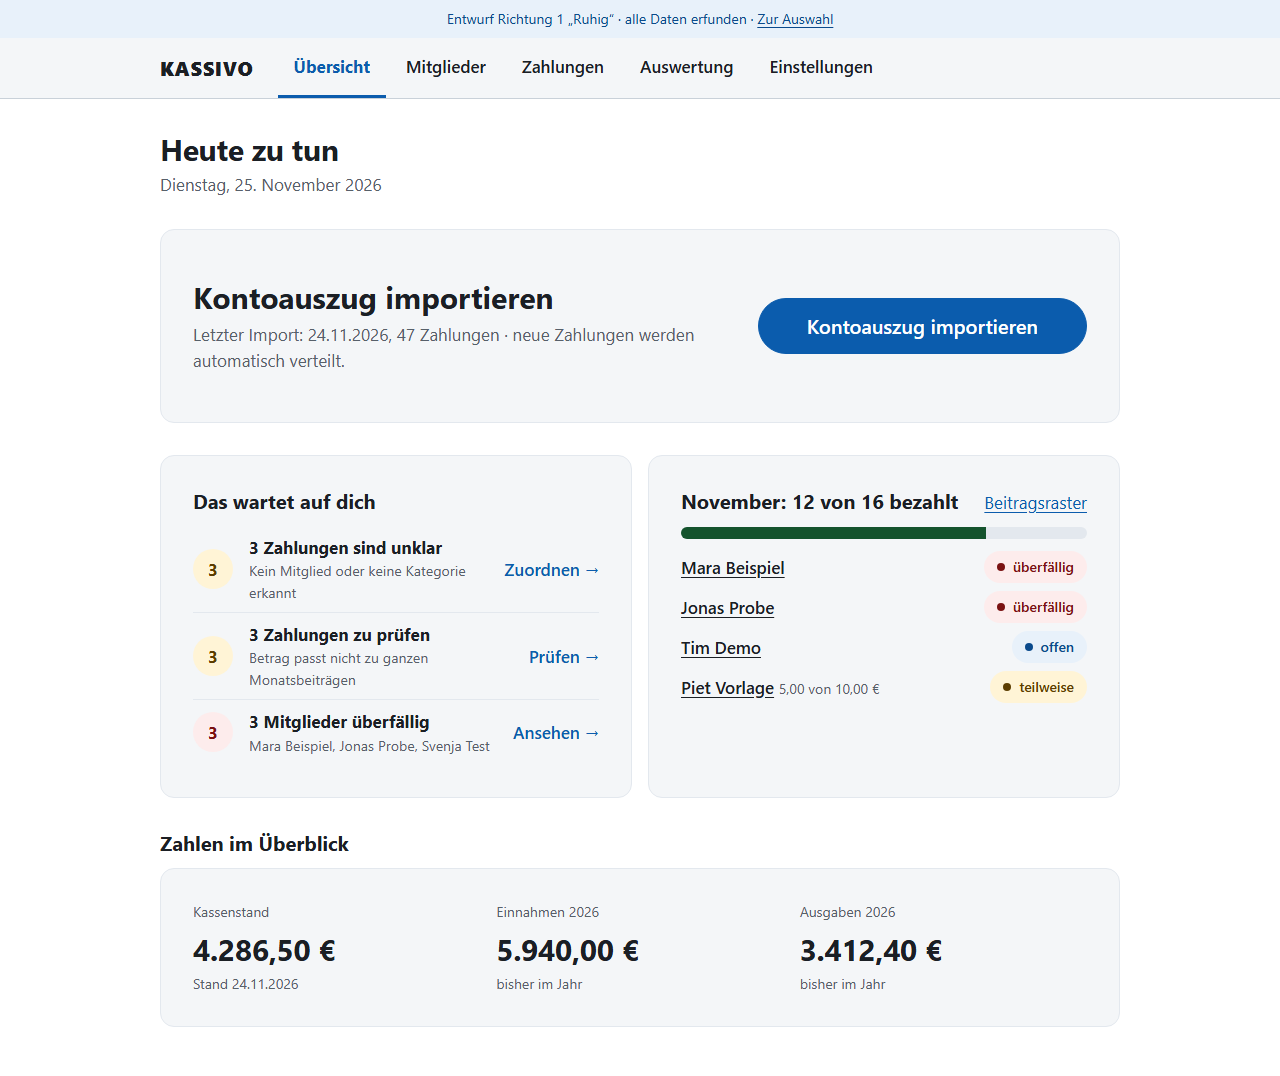 Entwurf Richtung 1 „Ruhig“ · alle Daten erfunden · Zur Auswahl
KASSIVO Übersicht Mitglieder Zahlungen Auswertung Einstellungen
Heute zu tun
Dienstag, 25. November 2026
Kontoauszug importieren
Letzter Import: 24.11.2026, 47 Zahlungen · neue Zahlungen werden
automatisch verteilt.
Kontoauszug importieren
Das wartet auf dich
3
3 Zahlungen sind unklar
Kein Mitglied oder keine Kategorie
erkannt
Zuordnen →
3
3 Zahlungen zu prüfen
Betrag passt nicht zu ganzen
Monatsbeiträgen
Prüfen →
3
3 Mitglieder überfällig
Mara Beispiel, Jonas Probe, Svenja Test
Ansehen →
November: 12 von 16 bezahlt Beitragsraster
Mara Beispiel überfällig
Jonas Probe überfällig
Tim Demo offen
Piet Vorlage 5,00 von 10,00 € teilweise
Zahlen im Überblick
Kassenstand
4.286,50 €
Stand 24.11.2026
Einnahmen 2026
5.940,00 €
bisher im Jahr
Ausgaben 2026
3.412,40 €
bisher im Jahr